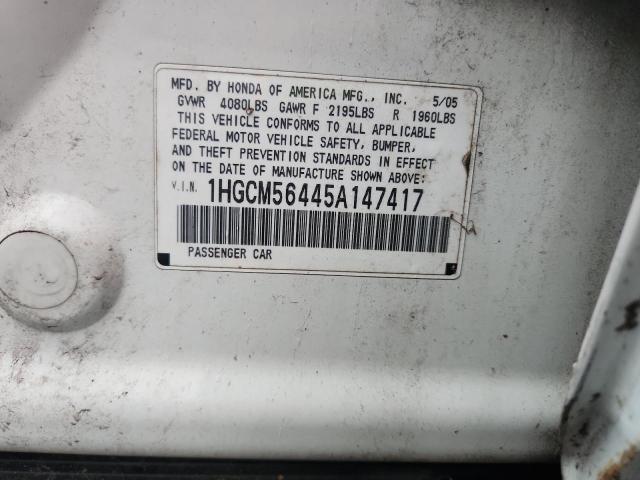 MFD. BY HONDA OF AMERICA MFG., INC. 5/05
GVWR 4080LBS GAWR F 2195LBS R 1960LBS
THIS VEHICLE CONFORMS TO ALL APPLICABLE
FEDERAL MOTOR VEHICLE SAFETY, BUMPER,
AND THEFT PREVENTION STANDARDS IN EFFECT
ON THE DATE OF MANUFACTURE SHOWN ABOVE:
V.I.N. 1HGCM56445A147417
PASSENGER CAR